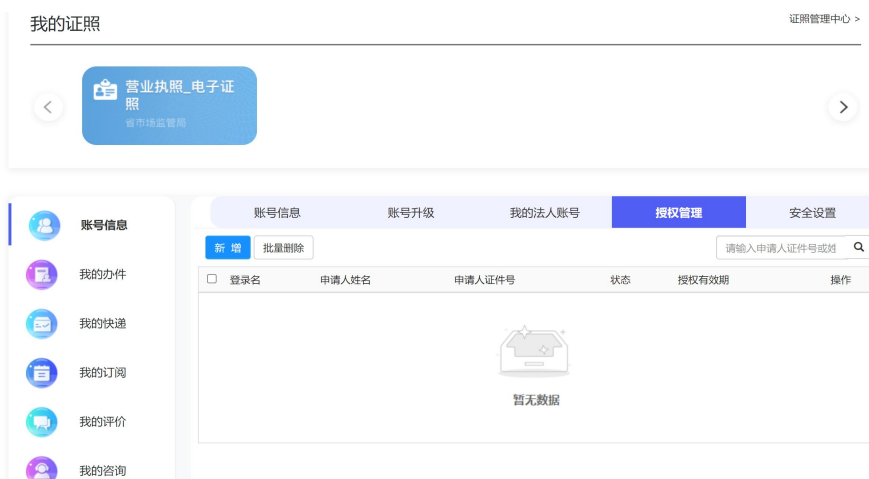 我的证照
证照管理中心 >
营业执照_电子证
照
省市场监管局
账号信息
我的办件
我的快递
我的订阅
我的评价
我的咨询
账号信息 账号升级 我的法人账号 授权管理 安全设置
新 增 批量删除 请输入申请人证件号或姓
登录名 申请人姓名 申请人证件号 状态 授权有效期 操作
暂无数据